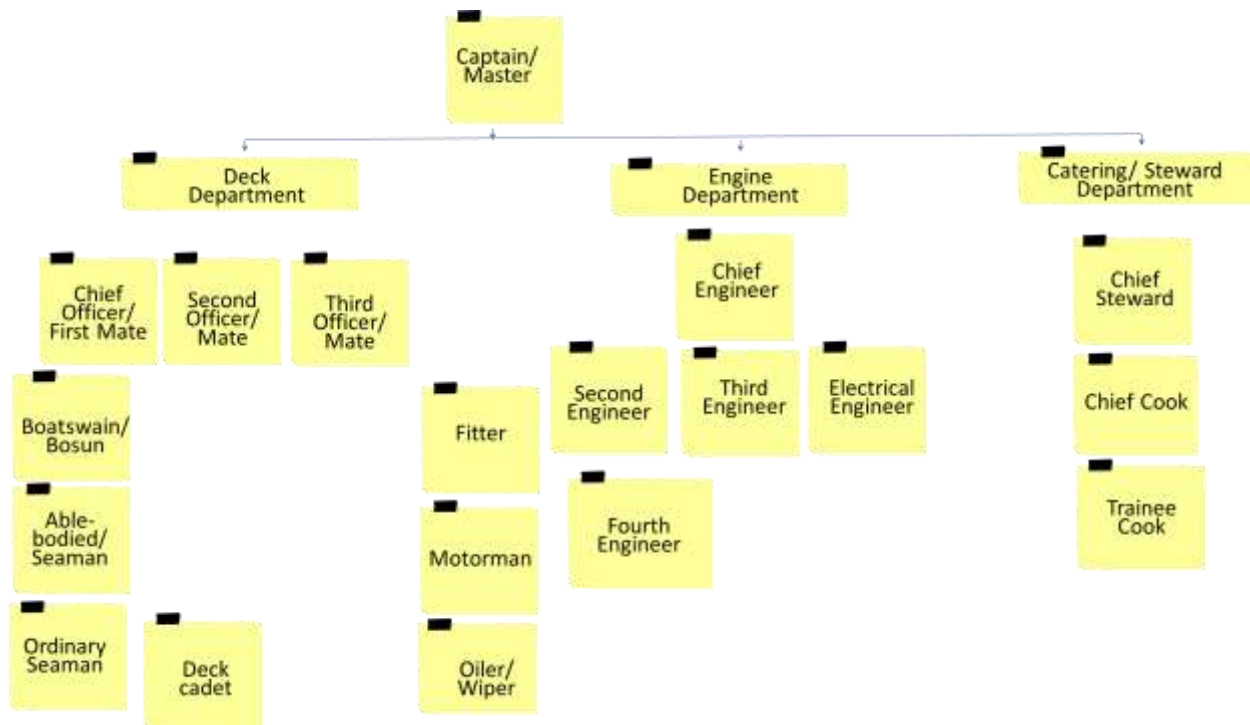 Captain/
Master
Deck
Department
Engine
Department
Catering/ Steward
Department
Chief
Officer/
First Mate
Second
Officer/
Mate
Third
Officer/
Mate
Boatswain/
Bosun
Able-
bodied/
Seaman
Ordinary
Seaman
Deck
cadet
Chief
Engineer
Second
Engineer
Third
Engineer
Electrical
Engineer
Fitter
Motorman
Fourth
Engineer
Oiler/
Wiper
Chief
Steward
Chief Cook
Trainee
Cook